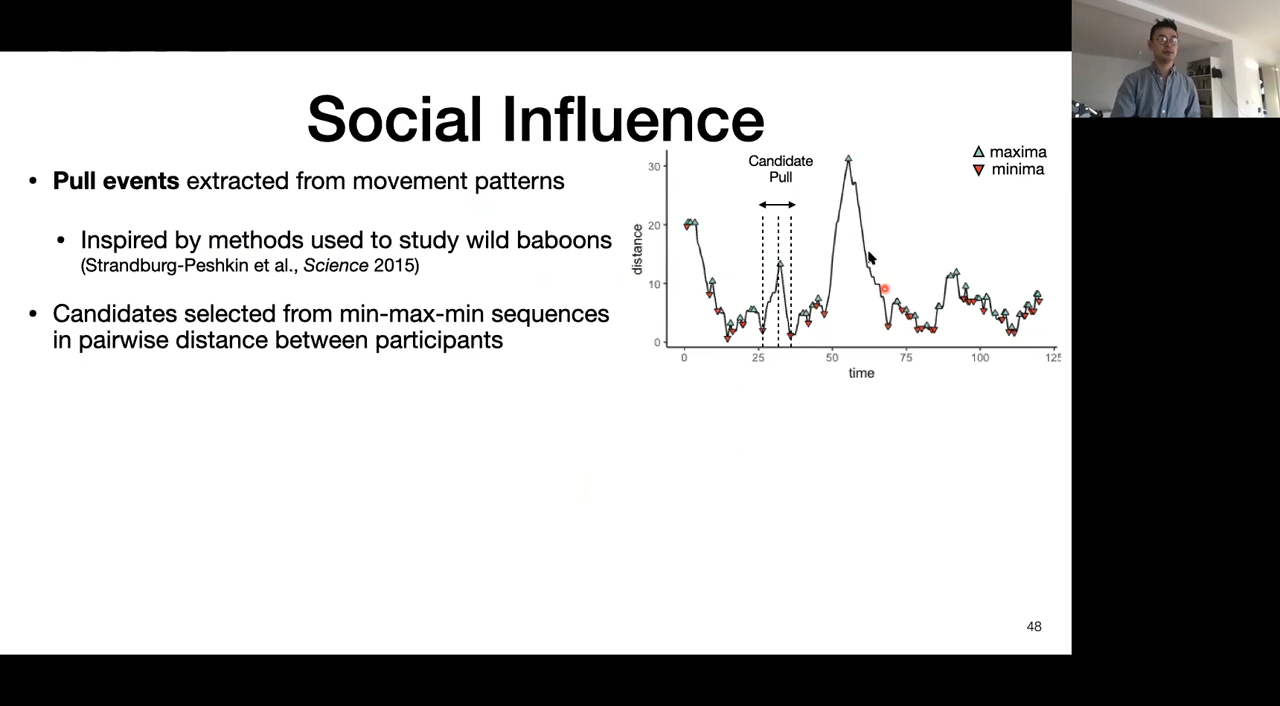 Social Influence
• Pull events extracted from movement patterns
• Inspired by methods used to study wild baboons
(Strandburg-Peshkin et al., Science 2015)
• Candidates selected from min-max-min sequences
in pairwise distance between participants
maxima
minima
Candidate
Pull
30
20
10
0
distance
0 25 50 75 100 125
time
48